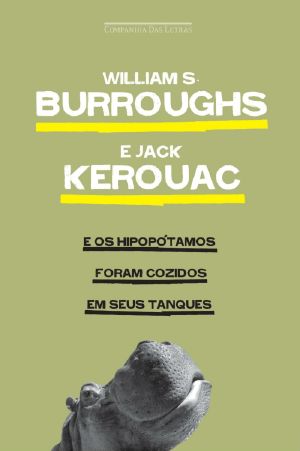 COMPANHIA DAS LETRAS
WILLIAM S.
BURROUGHS
E JACK
KEROUAC
E OS HIPOPÓTAMOS
FORAM COZIDOS
EM SEUS TANQUES